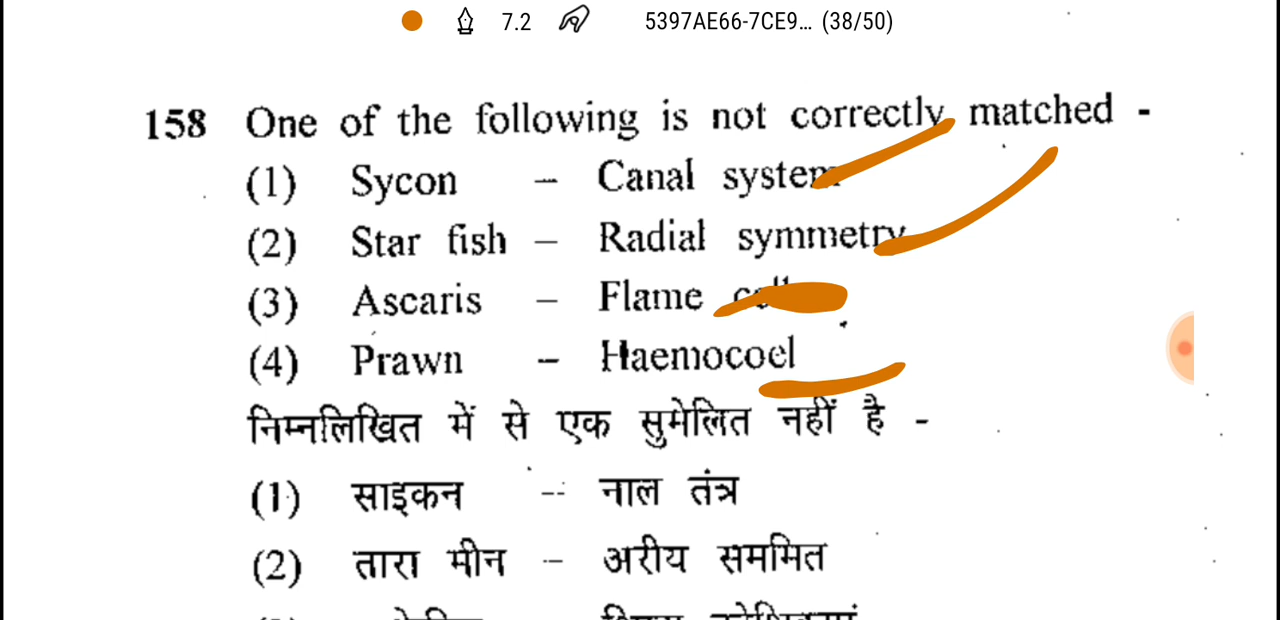 7.2 5397AE66-7CE9... (38/50)
158 One of the following is not correctly matched -
(1) Sycon – Canal system
(2) Star fish – Radial symmetry
(3) Ascaris – Flame
(4) Prawn – Haemocoel
निम्नलिखित में से एक सुमेलित नहीं है -
(1) साइकन -- नाल तंत्र
(2) तारा मीन – अरीय सममित